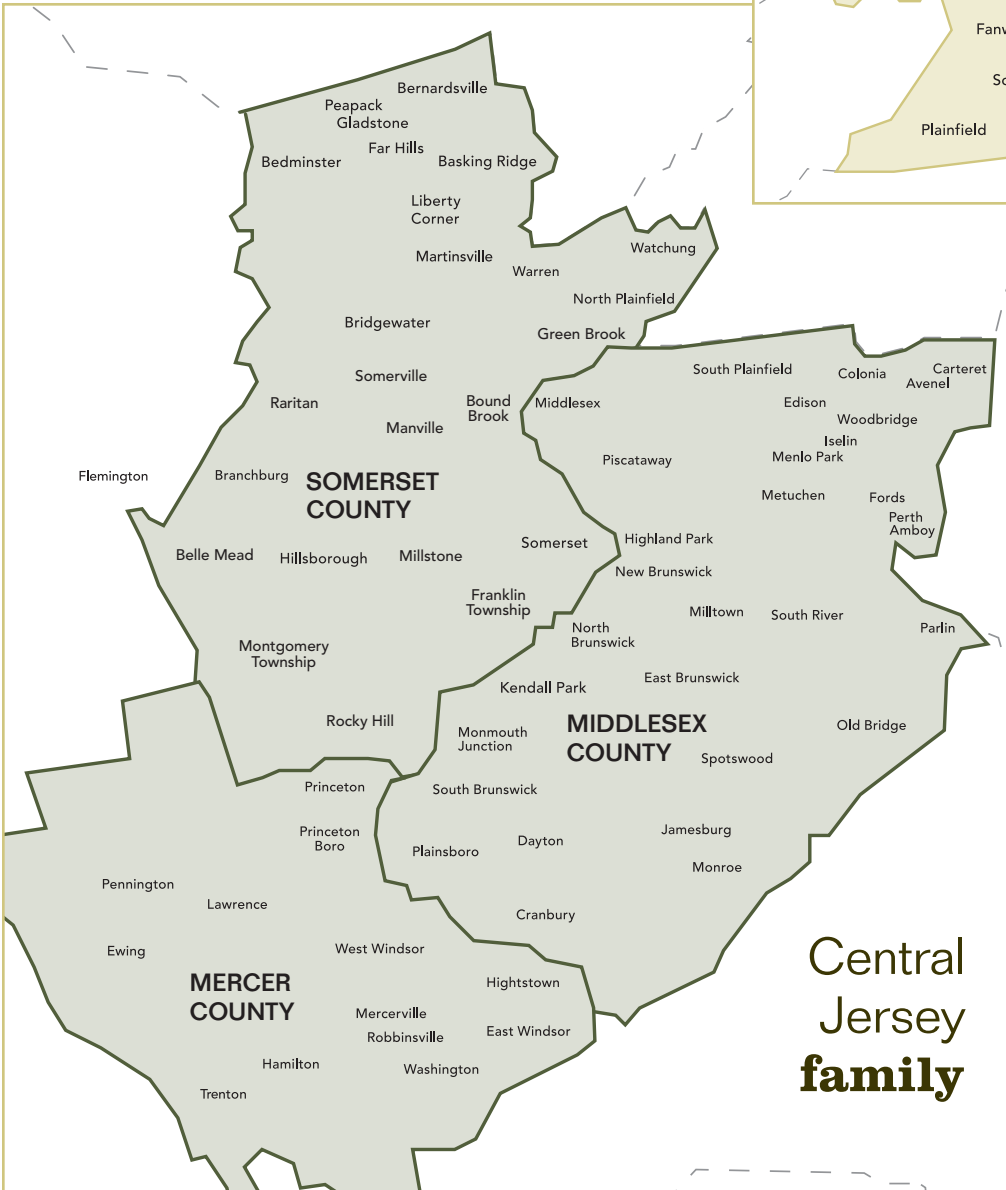 Fanw
So
Plainfield
Bernardsville
Peapack
Gladstone
Far Hills
Bedminster
Basking Ridge
Liberty
Corner
Martinsville
Warren
Watchung
North Plainfield
Green Brook
Bridgewater
Somerville
Raritan
Bound
Brook
Manville
Flemington
Branchburg
SOMERSET
COUNTY
Belle Mead
Hillsborough
Millstone
Somerset
Franklin
Township
Montgomery
Township
Rocky Hill
South Plainfield
Colonia
Carteret
Avenel
Middlesex
Edison
Woodbridge
Iselin
Menlo Park
Piscataway
Metuchen
Fords
Perth
Amboy
Highland Park
New Brunswick
Milltown
South River
Parlin
North
Brunswick
East Brunswick
Kendall Park
MIDDLESEX
COUNTY
Old Bridge
Monmouth
Junction
Spotswood
South Brunswick
Jamesburg
Dayton
Plainsboro
Monroe
Cranbury
Princeton
Princeton
Boro
Pennington
Lawrence
Ewing
West Windsor
MERCER
COUNTY
Hightstown
Mercerville
Robbinsville
East Windsor
Hamilton
Washington
Trenton
Central
Jersey
family